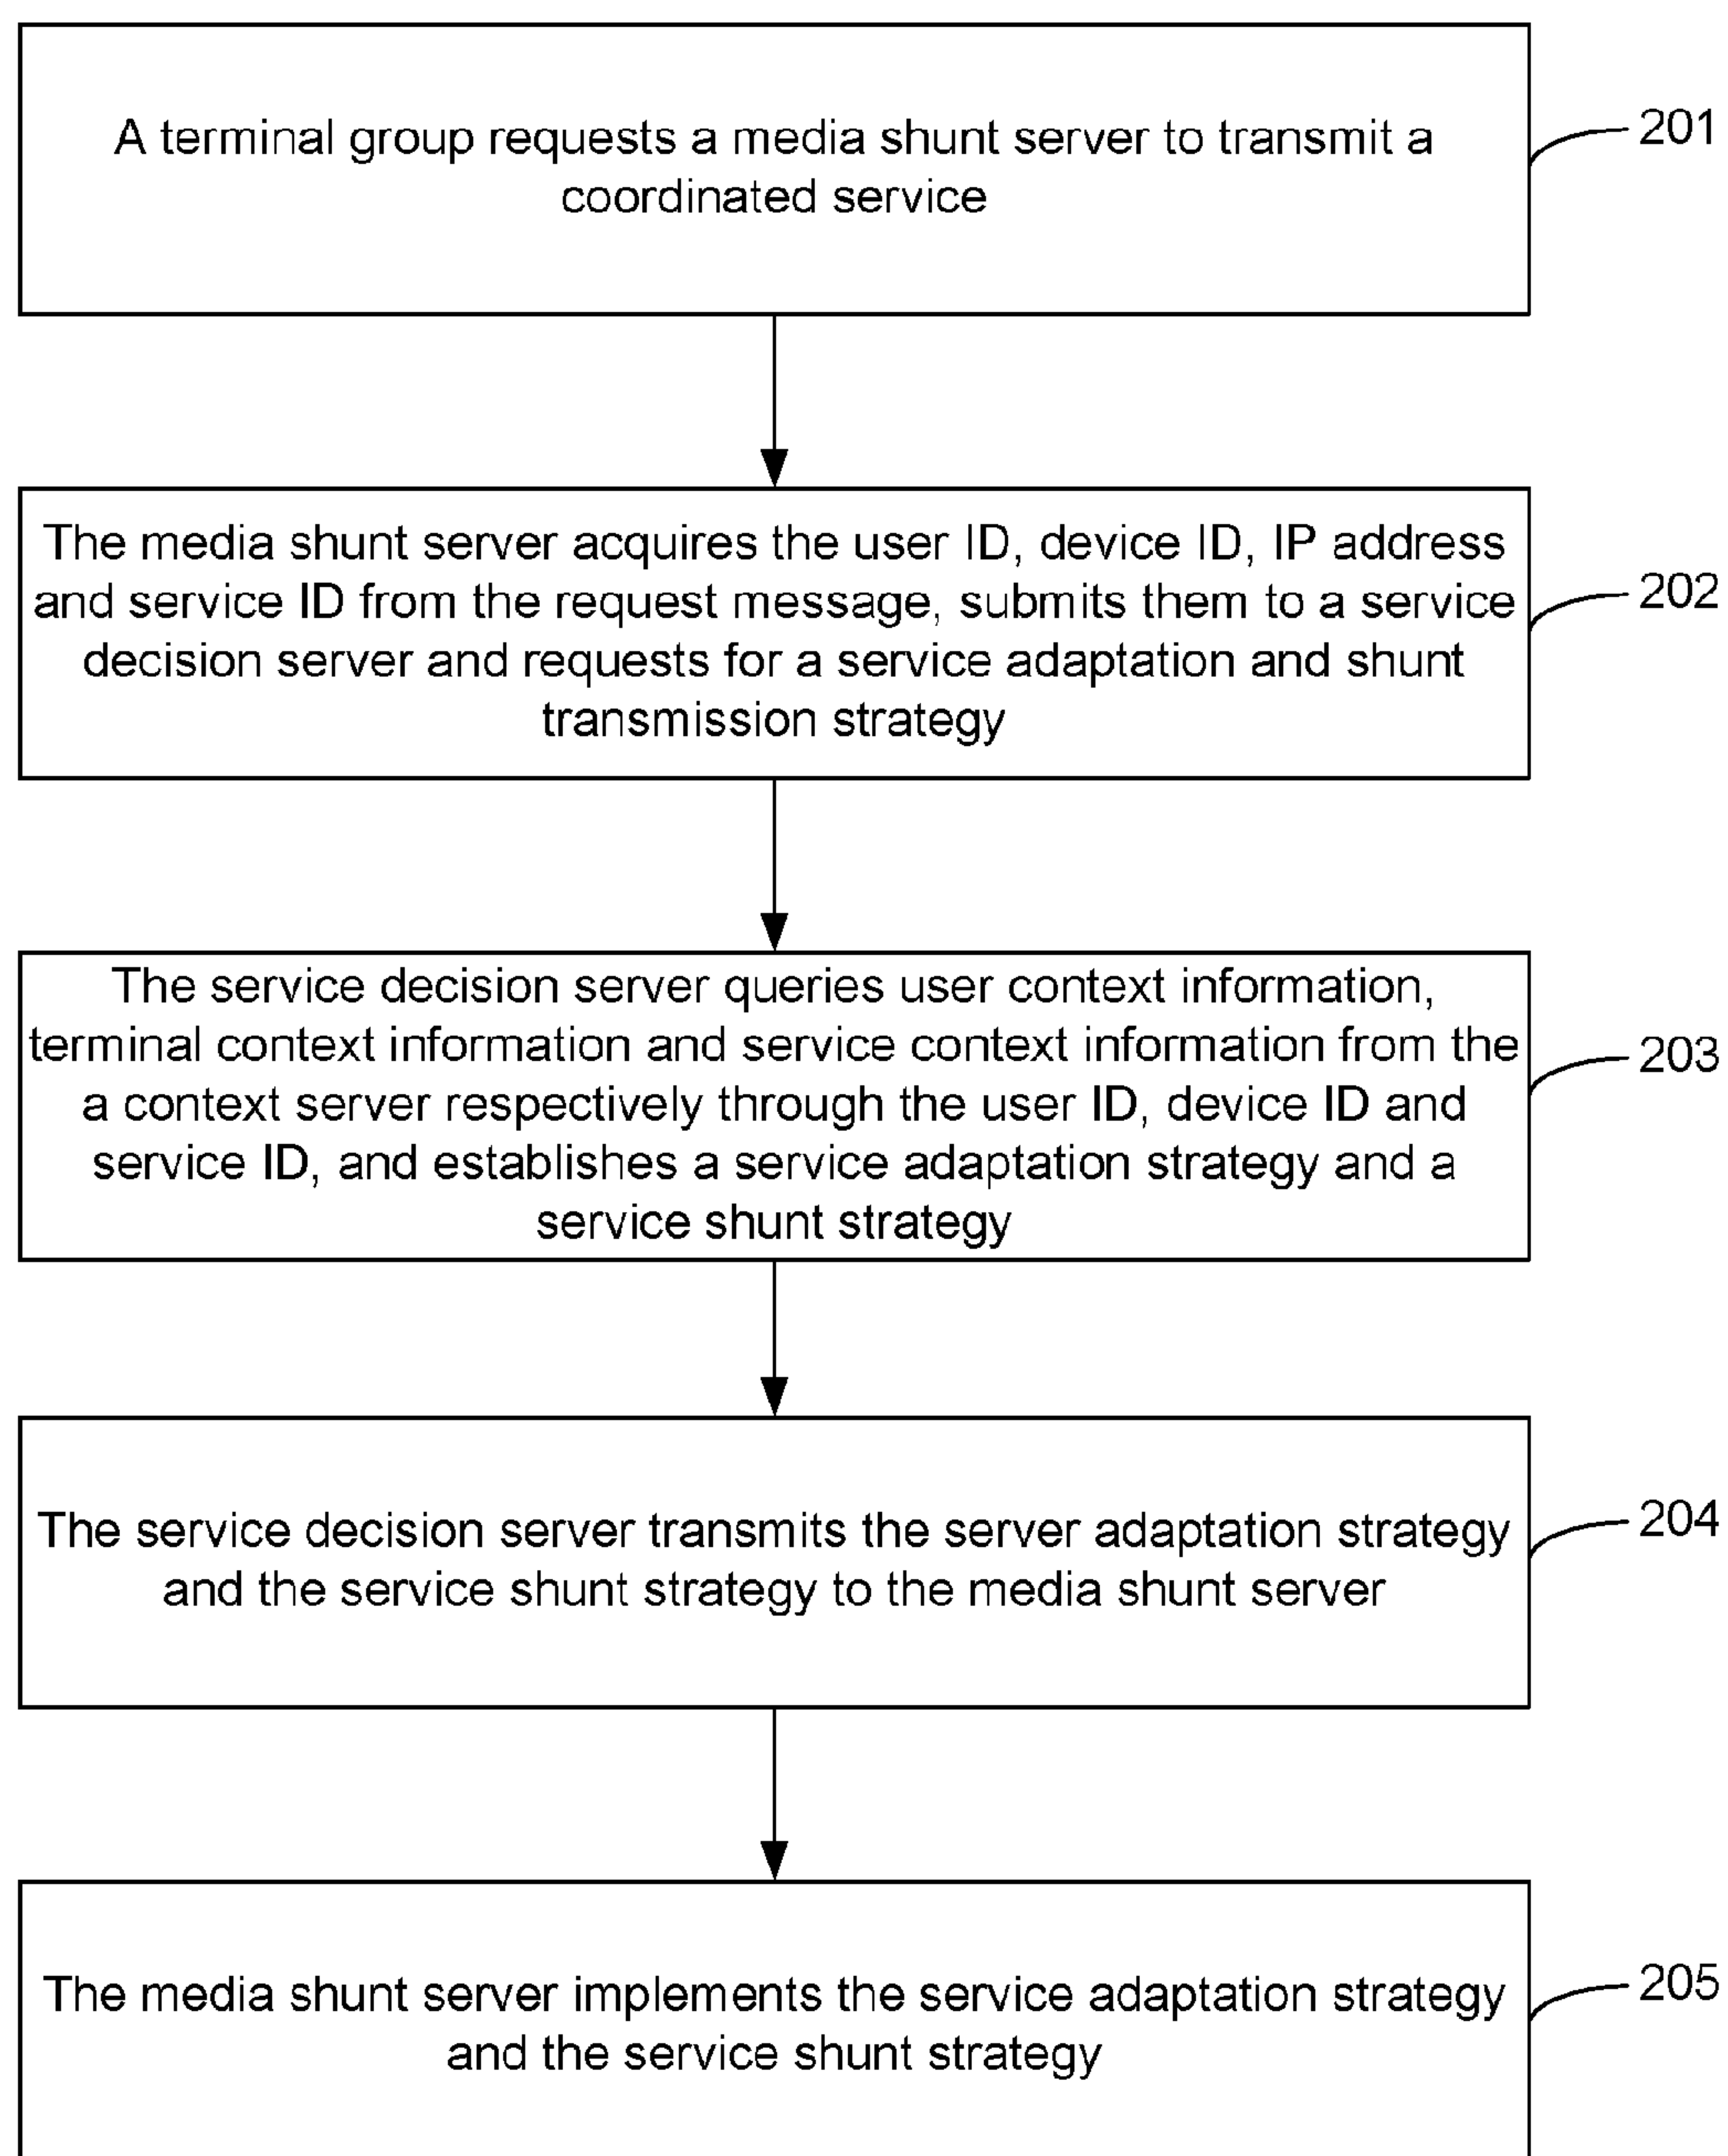 A terminal group requests a media shunt server to transmit a
coordinated service
201
The media shunt server acquires the user ID, device ID, IP address
and service ID from the request message, submits them to a service
decision server and requests for a service adaptation and shunt
transmission strategy
202
The service decision server queries user context information,
terminal context information and service context information from the
a context server respectively through the user ID, device ID and
service ID, and establishes a service adaptation strategy and a
service shunt strategy
203
The service decision server transmits the server adaptation strategy
and the service shunt strategy to the media shunt server
204
The media shunt server implements the service adaptation strategy
and the service shunt strategy
205